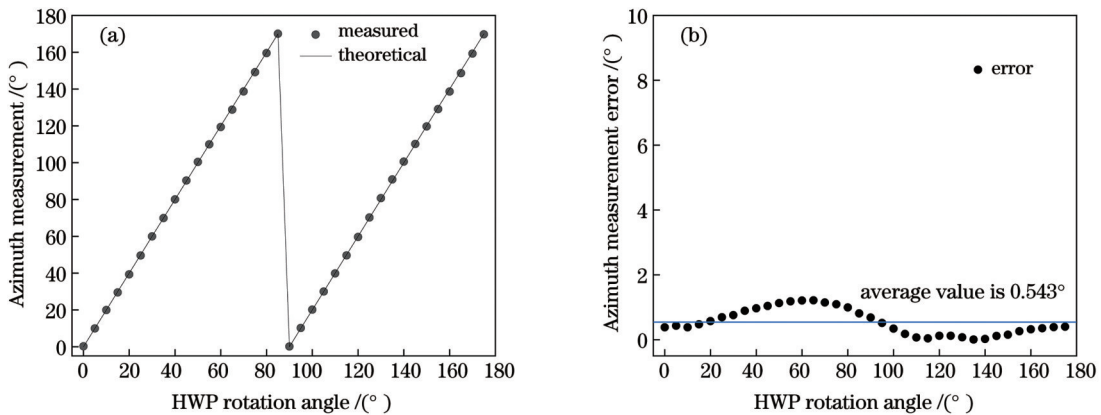 180
160
140
120
100
80
60
40
20
0
Azimuth measurement /(° )
(a)
measured
theoretical
0 20 40 60 80 100 120 140 160 180
HWP rotation angle /(° )
10
8
6
4
2
0
Azimuth measurement error /(° )
(b)
error
average value is 0.543°
0 20 40 60 80 100 120 140 160 180
HWP rotation angle /(° )